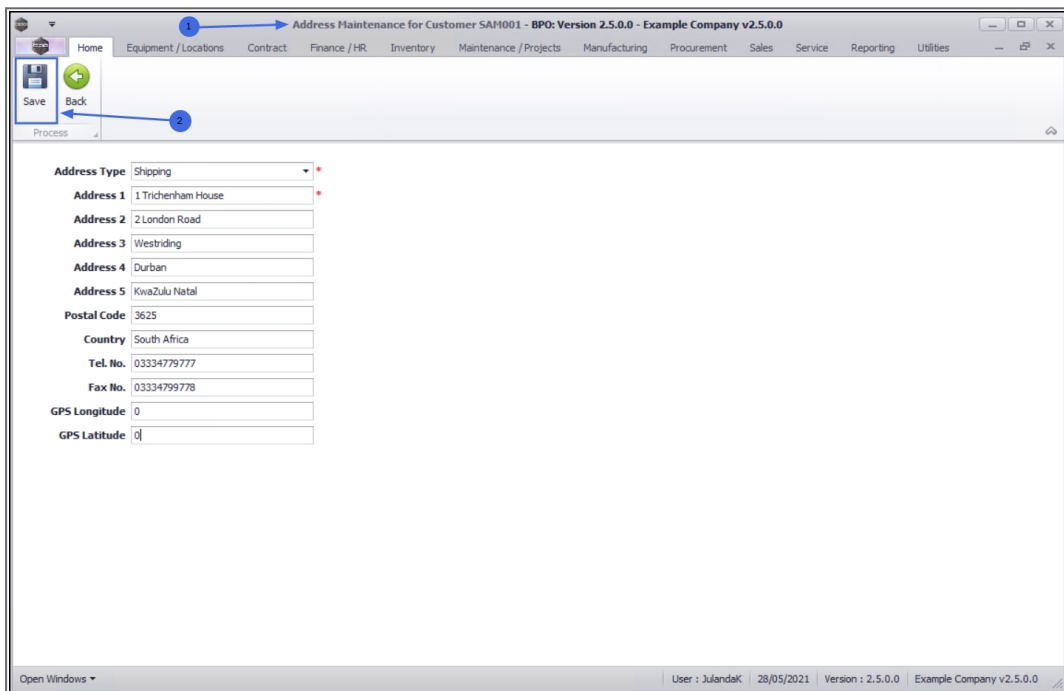 1
Address Maintenance for Customer SAM001 - BPO: Version 2.5.0.0 - Example Company v2.5.0.0
Home Equipment / Locations Contract Finance / HR Inventory Maintenance / Projects Manufacturing Procurement Sales Service Reporting Utilities
Save Back
2
Process
Address Type Shipping *
Address 1 1 Trichenham House *
Address 2 2 London Road
Address 3 Westriding
Address 4 Durban
Address 5 KwaZulu Natal
Postal Code 3625
Country South Africa
Tel. No. 03334779777
Fax No. 03334799778
GPS Longitude 0
GPS Latitude 0
Open Windows User : JulandaK 28/05/2021 Version : 2.5.0.0 Example Company v2.5.0.0